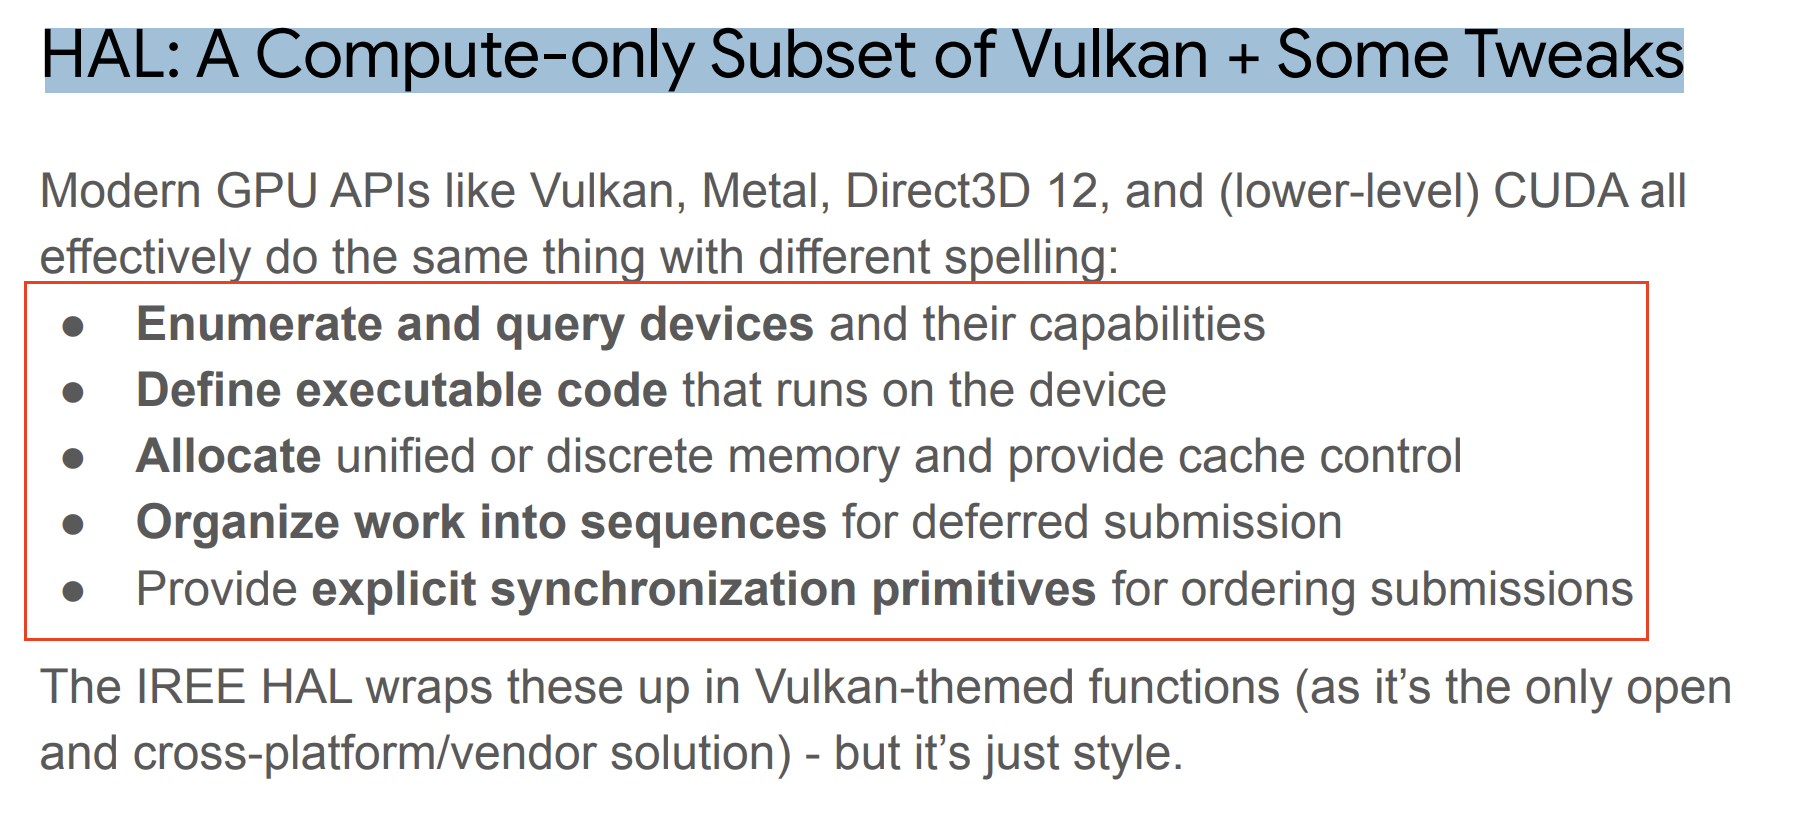 HAL: A Compute-only Subset of Vulkan + Some Tweaks
Modern GPU APIs like Vulkan, Metal, Direct3D 12, and (lower-level) CUDA all
effectively do the same thing with different spelling:
● Enumerate and query devices and their capabilities
● Define executable code that runs on the device
● Allocate unified or discrete memory and provide cache control
● Organize work into sequences for deferred submission
● Provide explicit synchronization primitives for ordering submissions
The IREE HAL wraps these up in Vulkan-themed functions (as it’s the only open
and cross-platform/vendor solution) - but it’s just style.